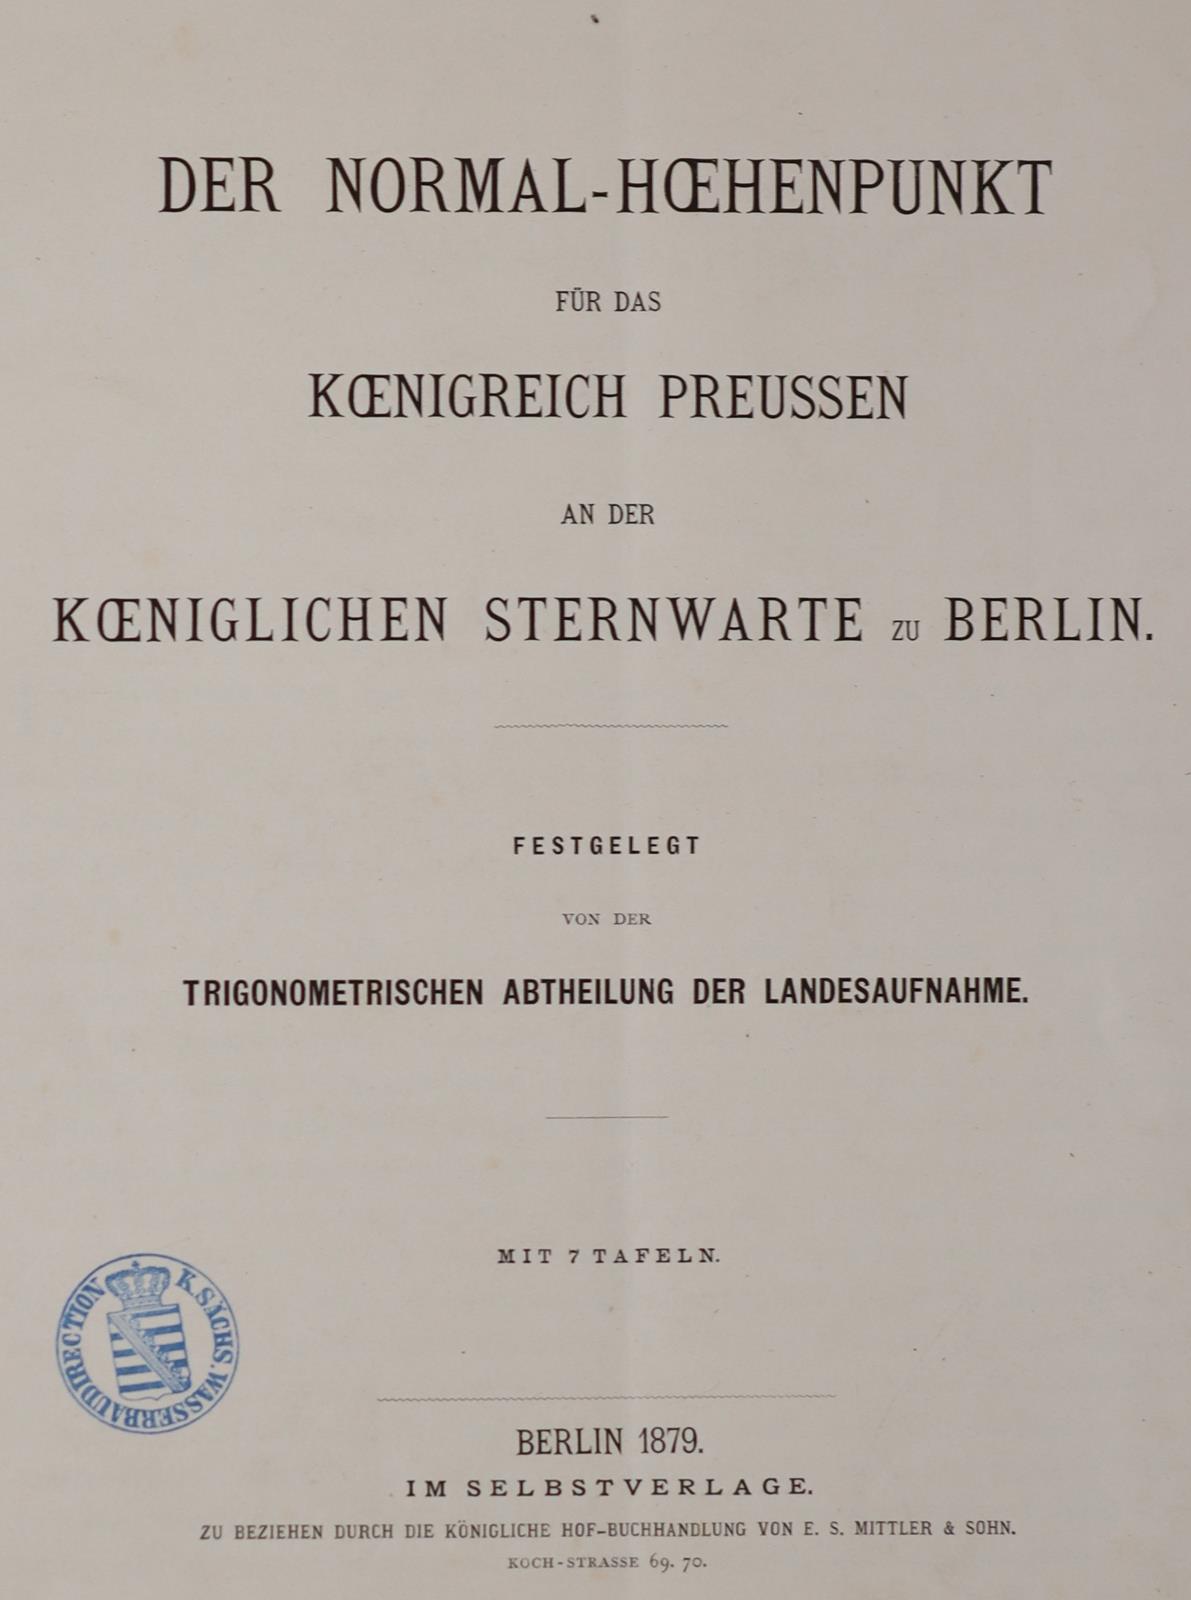 DER NORMAL-HŒHENPUNKT
FÜR DAS
KŒNIGREICH PREUSSEN
AN DER
KŒNIGLICHEN STERNWARTE ZU BERLIN.
FESTGELEGT
VON DER
TRIGONOMETRISCHEN ABTHEILUNG DER LANDESAUFNAHME.
MIT 7 TAFELN.
K. SÄCHS. WASSERBAUDIRECTION
BERLIN 1879.
IM SELBSTVERLAGE.
ZU BEZIEHEN DURCH DIE KÖNIGLICHE HOF-BUCHHANDLUNG VON E. S. MITTLER & SOHN.
KOCH-STRASSE 69. 70.